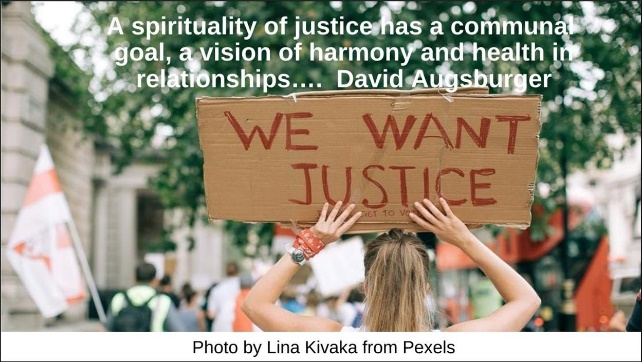 A spirituality of justice has a communal
goal, a vision of harmony and health in
relationships…. David Augsburger
WE WANT
JUSTICE
Photo by Lina Kivaka from Pexels